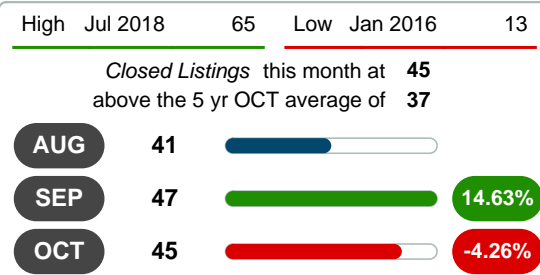 High Jul 2018 65 Low Jan 2016 13
Closed Listings this month at 45
above the 5 yr OCT average of 37
AUG 41
SEP 47 14.63%
OCT 45 -4.26%